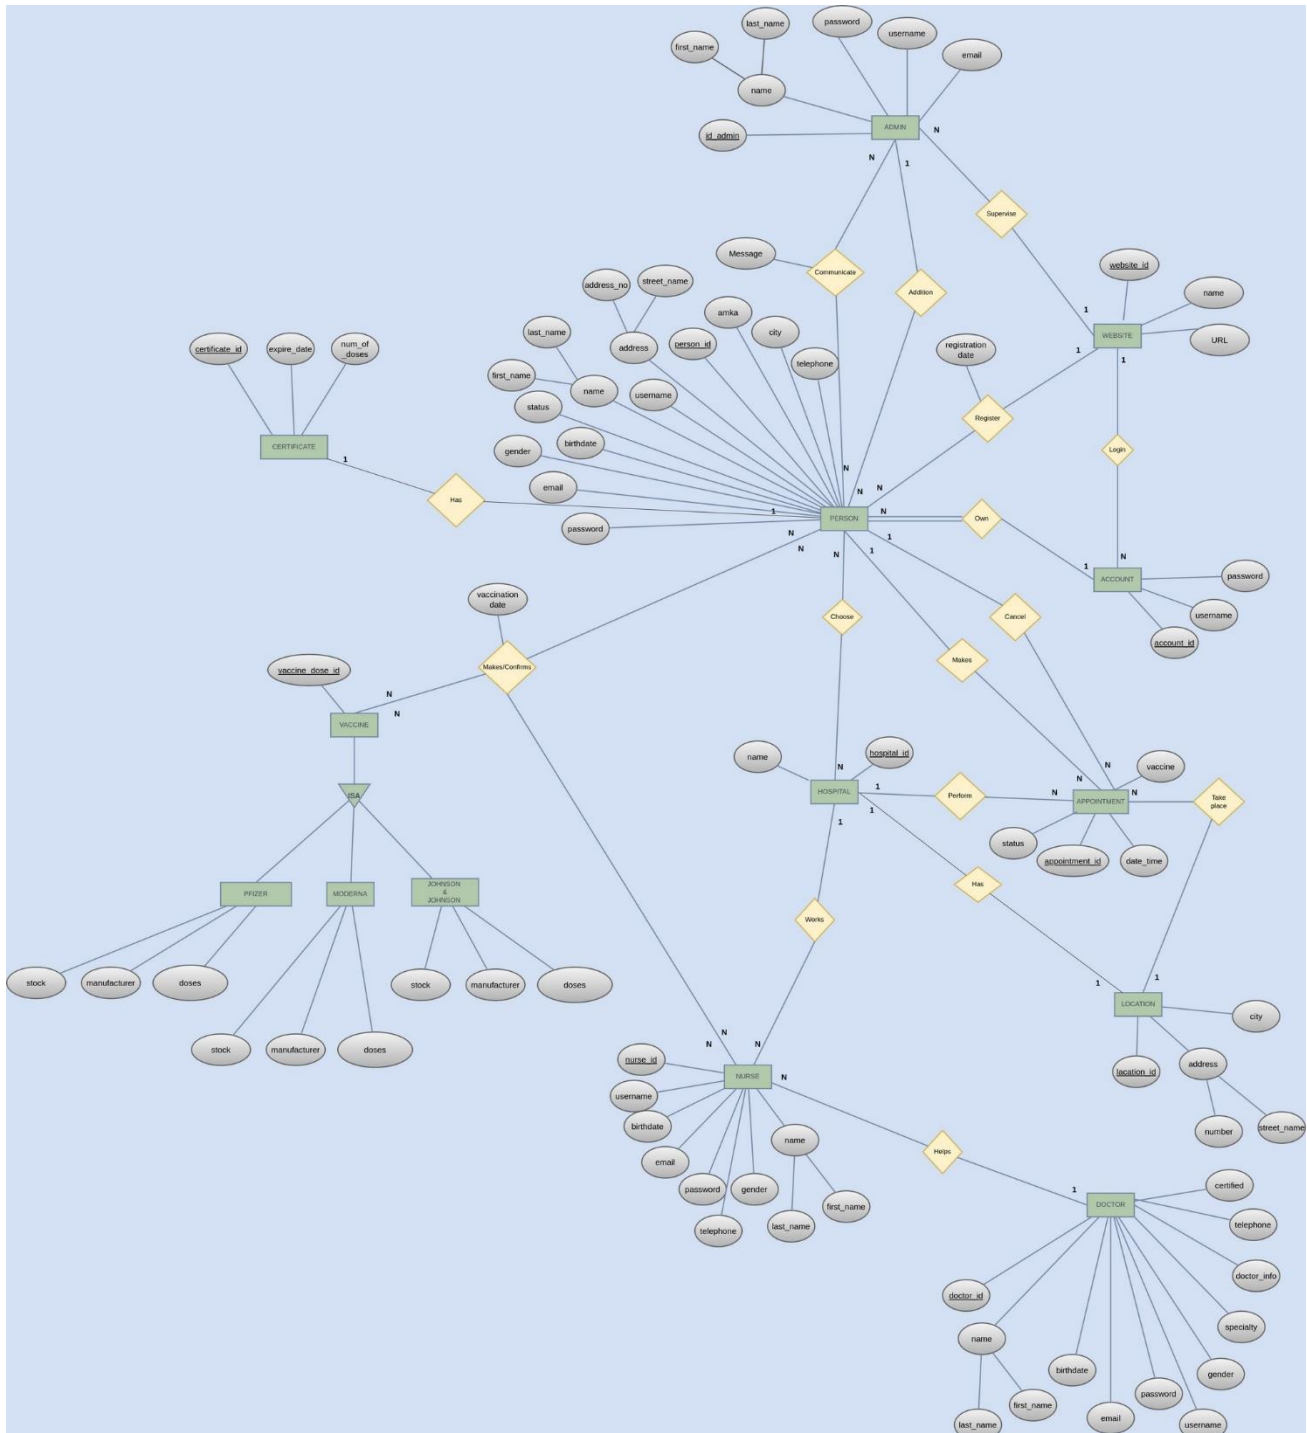 last_name
password
username
first_name
email
name
ADMIN
N
id_admin
N
1
Supervise
Message
Communicate
Addition
website_id
name
URL
WEBSITE
1
1
1
address_no
street_name
amka
city
telephone
person_id
last_name
address
first_name
name
username
status
birthdate
gender
email
password
registration
date
Register
Login
certificate_id
expire_date
num_of
_doses
CERTIFICATE
1
Has
1
PERSON
N
N
N
N
Own
N
N
N
1
1
N
1
ACCOUNT
password
username
account_id
vaccination
date
Makes/Confirms
Choose
Cancel
Makes
vaccine_dose_id
N
N
VACCINE
ISA
PFIZER
MODERNA
JOHNSON
&
JOHNSON
stock
manufacturer
doses
stock
manufacturer
doses
stock
manufacturer
doses
name
hospital_id
N
HOSPITAL
1
1
1
Perform
N
N
N
N
vaccine
APPOINTMENT
Take
place
status
appointment_id
date_time
Has
Works
1
1
LOCATION
city
lacation_id
address
number
street_name
N
N
N
N
NURSE
nurse_id
username
birthdate
email
password
telephone
gender
name
last_name
first_name
Helps
1
DOCTOR
certified
telephone
doctor_info
specialty
gender
username
password
email
birthdate
doctor_id
name
first_name
last_name